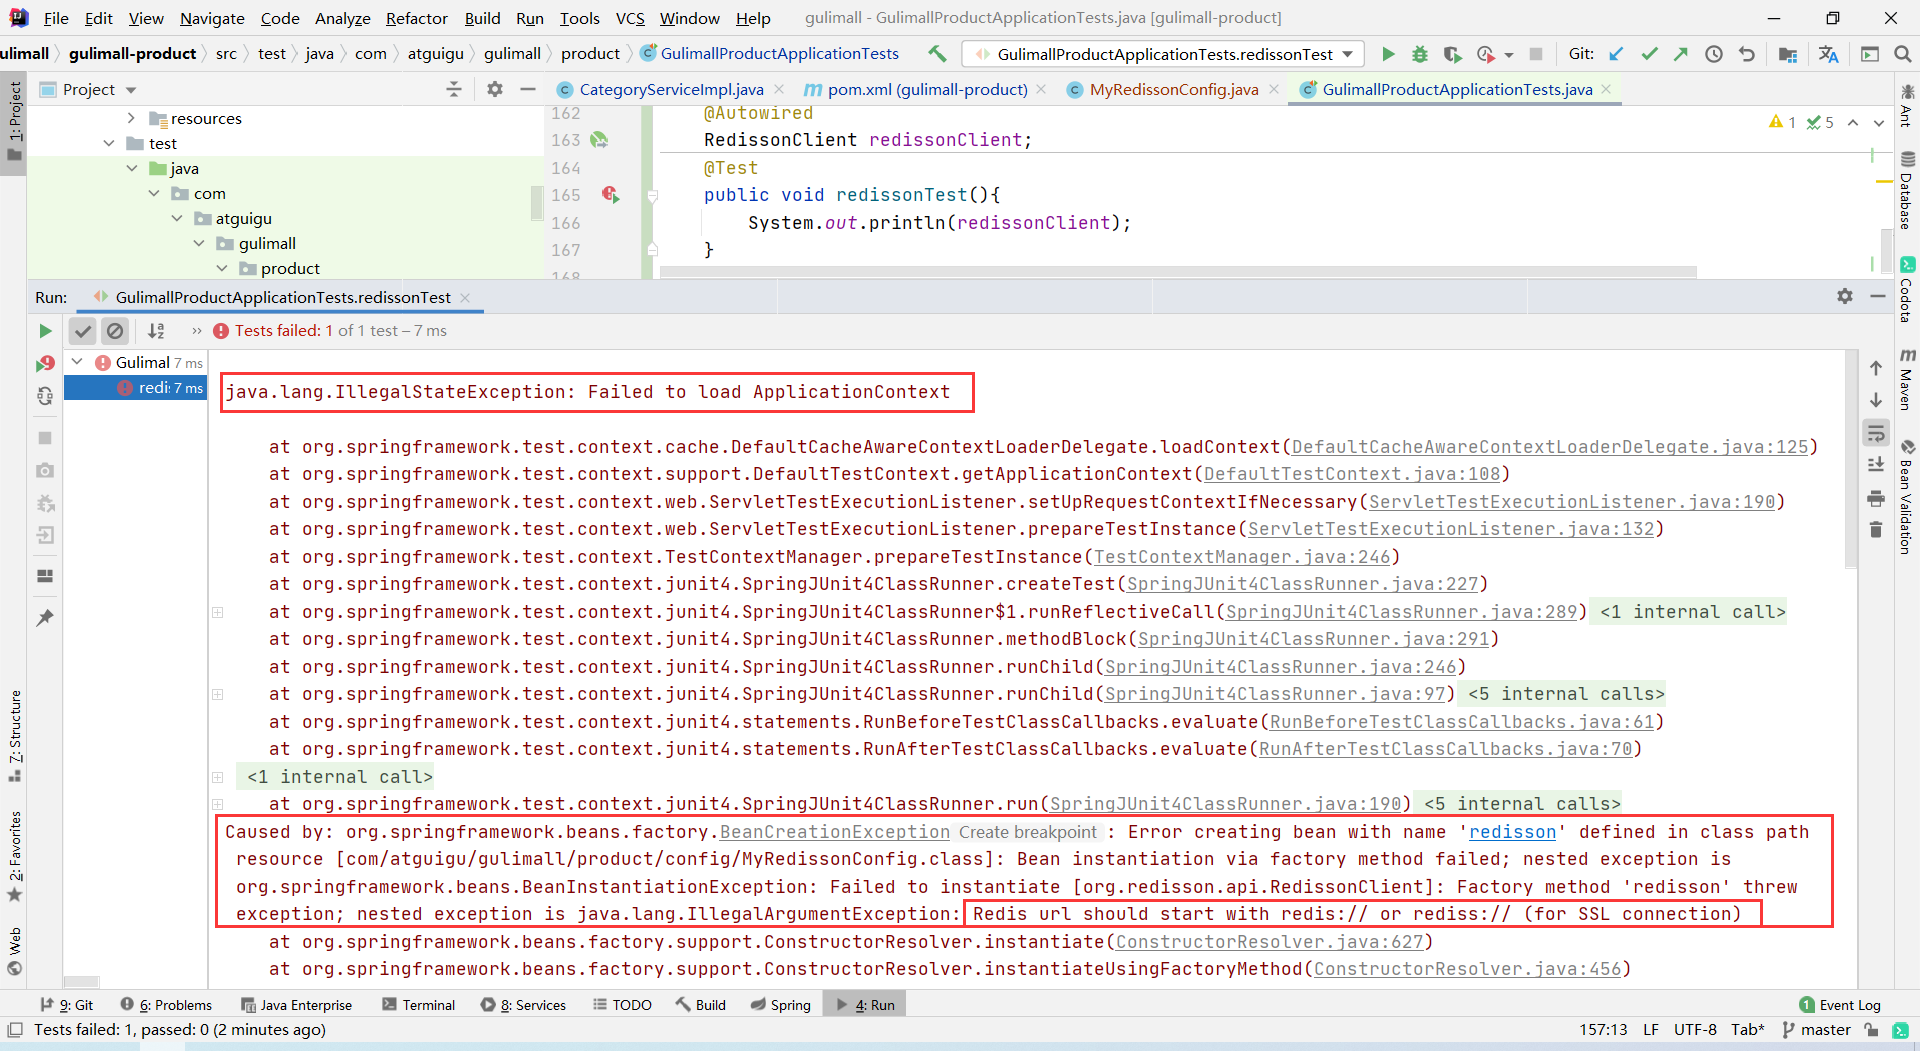 File Edit View Navigate Code Analyze Refactor Build Run Tools VCS Window Help gulimall - GulimallProductApplicationTests.java [gulimall-product]
ulimall gulimall-product src test java com atguigu gulimall product GulimallProductApplicationTests GulimallProductApplicationTests.redissonTest Git:
Project CategoryServiceImpl.java pom.xml (gulimall-product) MyRedissonConfig.java GulimallProductApplicationTests.java
1: Project
resources
test
java
com
atguigu
gulimall
product
162 @Autowired
163 RedissonClient redissonClient;
164 @Test
165 public void redissonTest(){
166 System.out.println(redissonClient);
167 }
168
1 5
Ant
Database
Codota
Maven
Bean Validation
Run: GulimallProductApplicationTests.redissonTest
Tests failed: 1 of 1 test – 7 ms
Gulimal 7 ms
redis 7 ms
java.lang.IllegalStateException: Failed to load ApplicationContext
at org.springframework.test.context.cache.DefaultCacheAwareContextLoaderDelegate.loadContext(DefaultCacheAwareContextLoaderDelegate.java:125)
at org.springframework.test.context.support.DefaultTestContext.getApplicationContext(DefaultTestContext.java:108)
at org.springframework.test.context.web.ServletTestExecutionListener.setUpRequestContextIfNecessary(ServletTestExecutionListener.java:190)
at org.springframework.test.context.web.ServletTestExecutionListener.prepareTestInstance(ServletTestExecutionListener.java:132)
at org.springframework.test.context.TestContextManager.prepareTestInstance(TestContextManager.java:246)
at org.springframework.test.context.junit4.SpringJUnit4ClassRunner.createTest(SpringJUnit4ClassRunner.java:227)
at org.springframework.test.context.junit4.SpringJUnit4ClassRunner$1.runReflectiveCall(SpringJUnit4ClassRunner.java:289) <1 internal call>
at org.springframework.test.context.junit4.SpringJUnit4ClassRunner.methodBlock(SpringJUnit4ClassRunner.java:291)
at org.springframework.test.context.junit4.SpringJUnit4ClassRunner.runChild(SpringJUnit4ClassRunner.java:246)
at org.springframework.test.context.junit4.SpringJUnit4ClassRunner.runChild(SpringJUnit4ClassRunner.java:97) <5 internal calls>
at org.springframework.test.context.junit4.statements.RunBeforeTestClassCallbacks.evaluate(RunBeforeTestClassCallbacks.java:61)
at org.springframework.test.context.junit4.statements.RunAfterTestClassCallbacks.evaluate(RunAfterTestClassCallbacks.java:70)
<1 internal call>
at org.springframework.test.context.junit4.SpringJUnit4ClassRunner.run(SpringJUnit4ClassRunner.java:190) <5 internal calls>
Caused by: org.springframework.beans.factory.BeanCreationException Create breakpoint : Error creating bean with name 'redisson' defined in class path
resource [com/atguigu/gulimall/product/config/MyRedissonConfig.class]: Bean instantiation via factory method failed; nested exception is
org.springframework.beans.BeanInstantiationException: Failed to instantiate [org.redisson.api.RedissonClient]: Factory method 'redisson' threw
exception; nested exception is java.lang.IllegalArgumentException: Redis url should start with redis:// or rediss:// (for SSL connection)
at org.springframework.beans.factory.support.ConstructorResolver.instantiate(ConstructorResolver.java:627)
at org.springframework.beans.factory.support.ConstructorResolver.instantiateUsingFactoryMethod(ConstructorResolver.java:456)
7: Structure
2: Favorites
Web
9: Git 6: Problems Java Enterprise Terminal 8: Services TODO Build Spring 4: Run 1 Event Log
Tests failed: 1, passed: 0 (2 minutes ago) 157:13 LF UTF-8 Tab* master